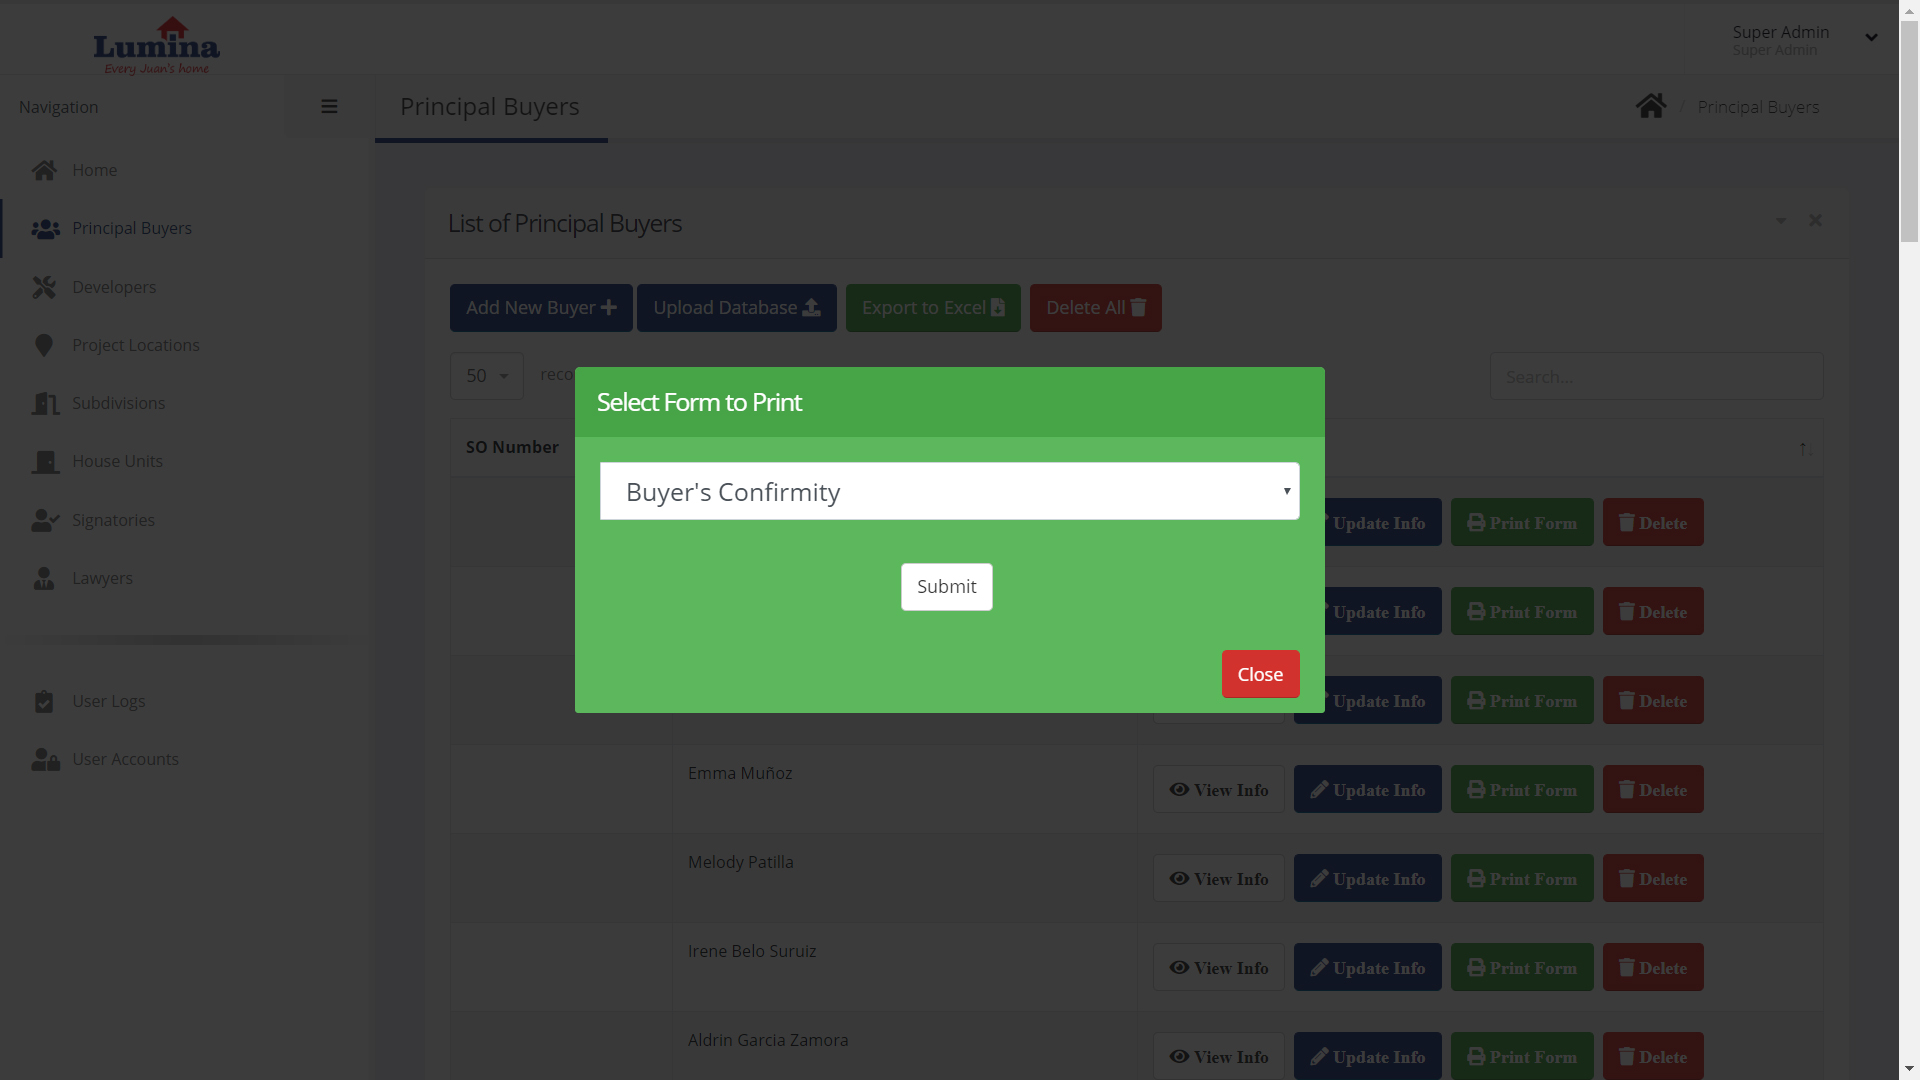 Lumina
Every Juan's home
Super Admin
Super Admin
Navigation
Principal Buyers
/ Principal Buyers
Home
Principal Buyers
Developers
Project Locations
Subdivisions
House Units
Signatories
Lawyers
User Logs
User Accounts
List of Principal Buyers
Add New Buyer
Upload Database
Export to Excel
Delete All
50
Search...
SO Number
Select Form to Print
Buyer's Confirmity
Submit
Close
Update Info Print Form Delete
Update Info Print Form Delete
Update Info Print Form Delete
Emma Muñoz View Info Update Info Print Form Delete
Melody Patilla View Info Update Info Print Form Delete
Irene Belo Suruiz View Info Update Info Print Form Delete
Aldrin Garcia Zamora View Info Update Info Print Form Delete